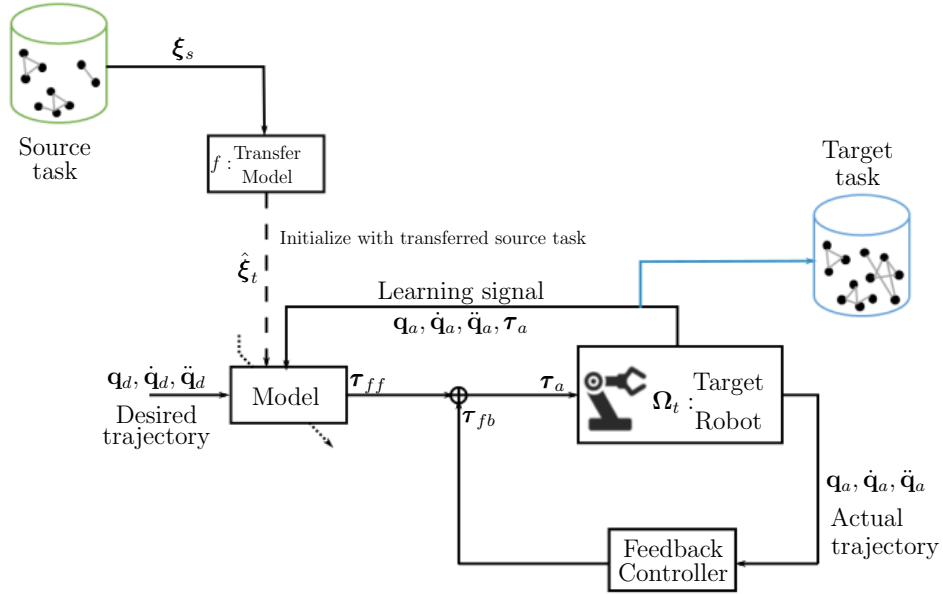 ξ_s
Source
task
f : Transfer
Model
Target
task
Initialize with transferred source task
ξ̂_t
Learning signal
q_a, q̇_a, q̈_a, τ_a
q_d, q̇_d, q̈_d
Desired
trajectory
Model
τ_ff
τ_fb
τ_a
Ω_t : Target
Robot
q_a, q̇_a, q̈_a
Actual
trajectory
Feedback
Controller